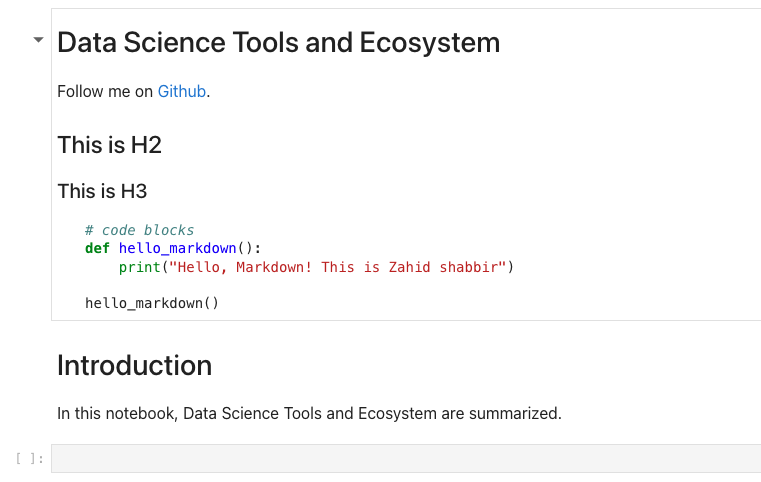 Data Science Tools and Ecosystem
Follow me on Github.
This is H2
This is H3
# code blocks
def hello_markdown():
    print("Hello, Markdown! This is Zahid shabbir")
hello_markdown()
Introduction
In this notebook, Data Science Tools and Ecosystem are summarized.
[ ]: